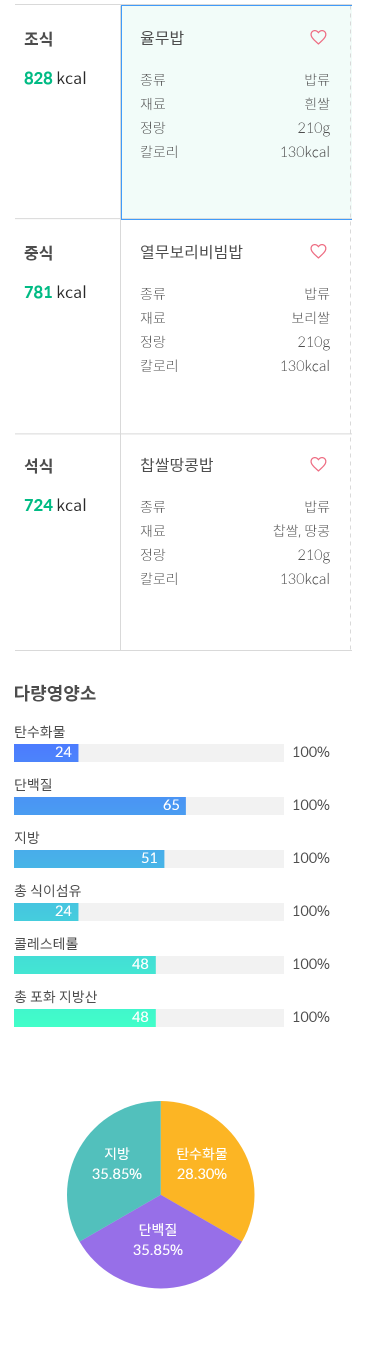 조식
828 kcal
율무밥
종류 밥류
재료 흰쌀
정량 210g
칼로리 130kcal
중식
781 kcal
열무보리비빔밥
종류 밥류
재료 보리쌀
정량 210g
칼로리 130kcal
석식
724 kcal
찹쌀땅콩밥
종류 밥류
재료 찹쌀, 땅콩
정량 210g
칼로리 130kcal
다량영양소
탄수화물
24 100%
단백질
65 100%
지방
51 100%
총 식이섬유
24 100%
콜레스테롤
48 100%
총 포화 지방산
48 100%
지방
35.85%
탄수화물
28.30%
단백질
35.85%